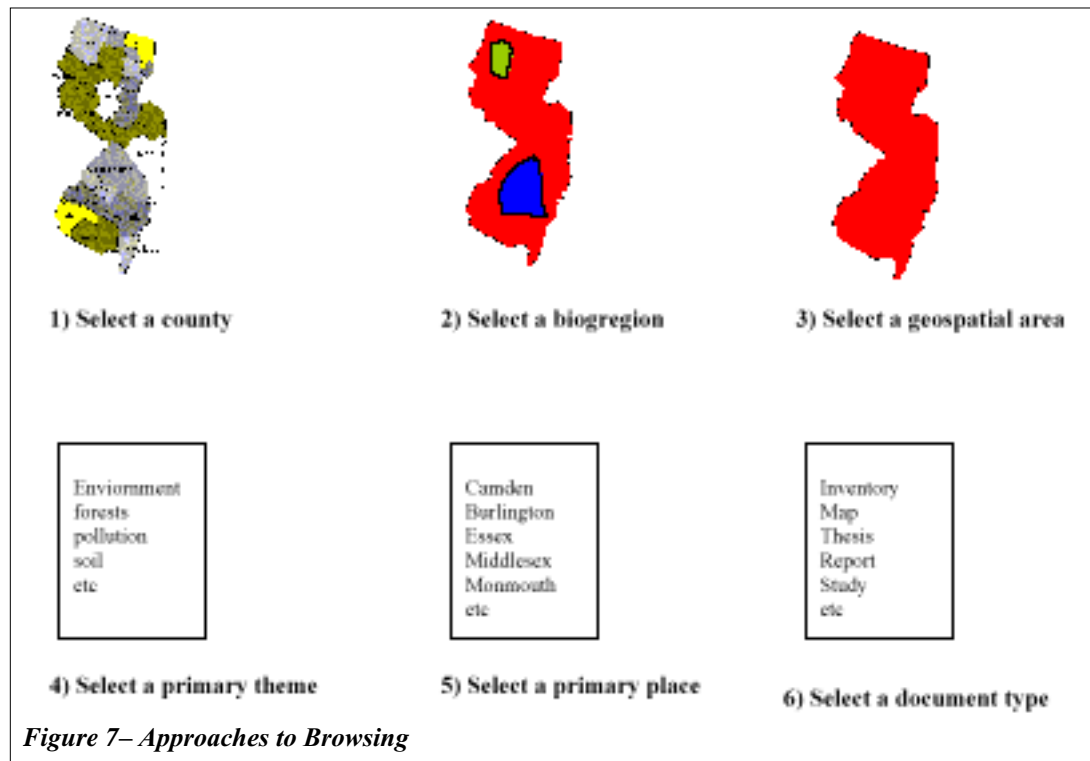 1) Select a county
2) Select a biogregion
3) Select a geospatial area
Enviornment
forests
pollution
soil
etc
Camden
Burlington
Essex
Middlesex
Monmouth
etc
Inventory
Map
Thesis
Report
Study
etc
4) Select a primary theme
5) Select a primary place
6) Select a document type
Figure 7– Approaches to Browsing